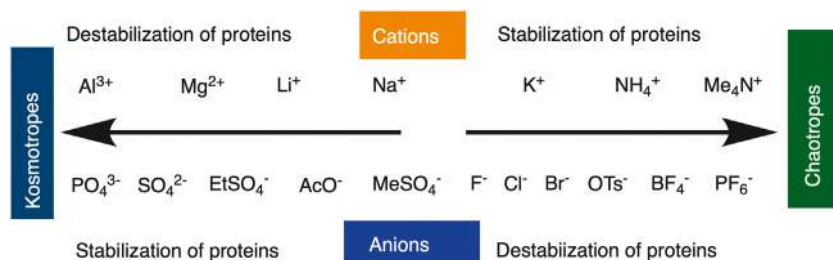 Destabilization of proteins Cations Stabilization of proteins
Kosmotropes
Al³⁺ Mg²⁺ Li⁺ Na⁺ K⁺ NH₄⁺ Me₄N⁺
Chaotropes
PO₄³⁻ SO₄²⁻ EtSO₄⁻ AcO⁻ MeSO₄⁻ F⁻ Cl⁻ Br⁻ OTs⁻ BF₄⁻ PF₆⁻
Stabilization of proteins Anions Destabiization of proteins